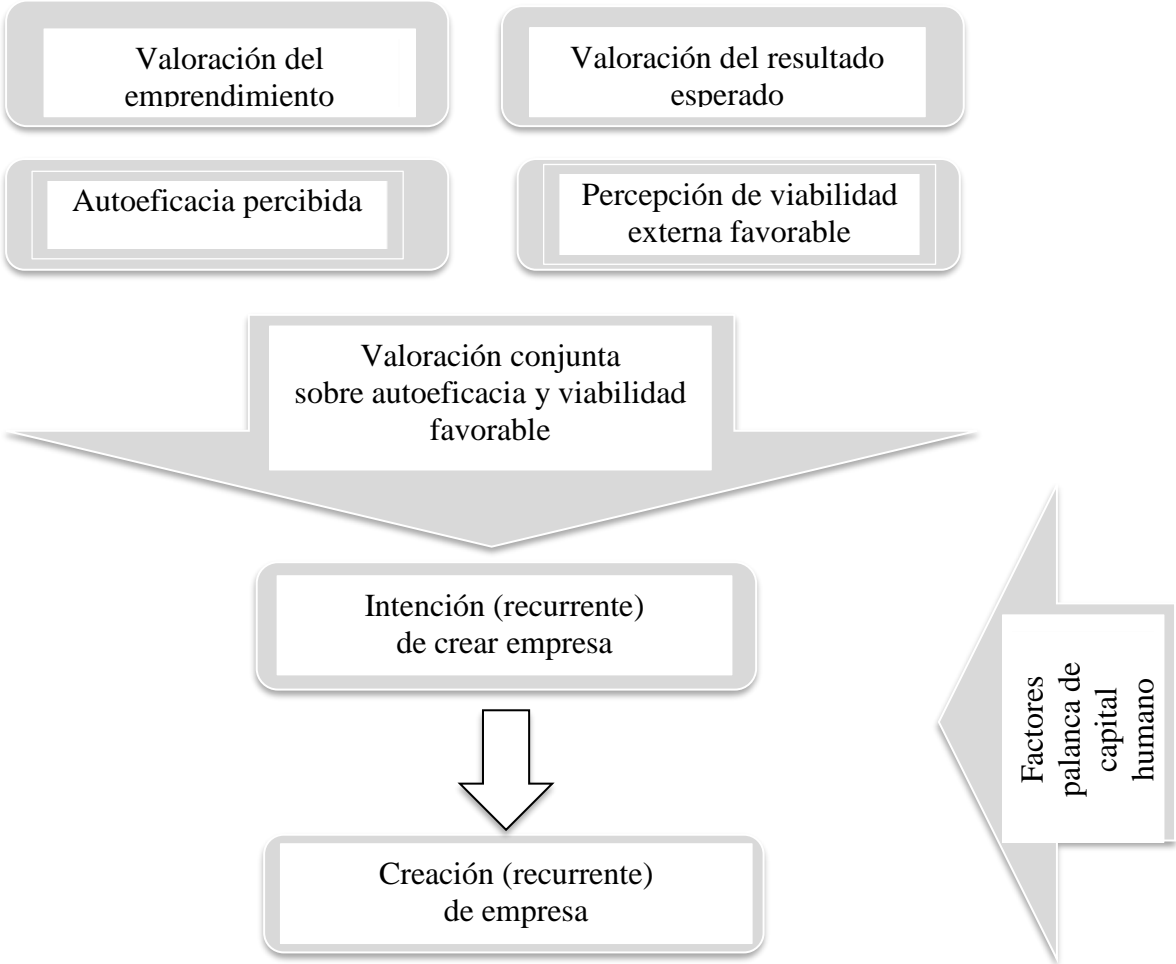 Valoración del
emprendimiento
Valoración del resultado
esperado
Autoeficacia percibida
Percepción de viabilidad
externa favorable
Valoración conjunta
sobre autoeficacia y viabilidad
favorable
Intención (recurrente)
de crear empresa
Factores
palanca de
capital
humano
Creación (recurrente)
de empresa